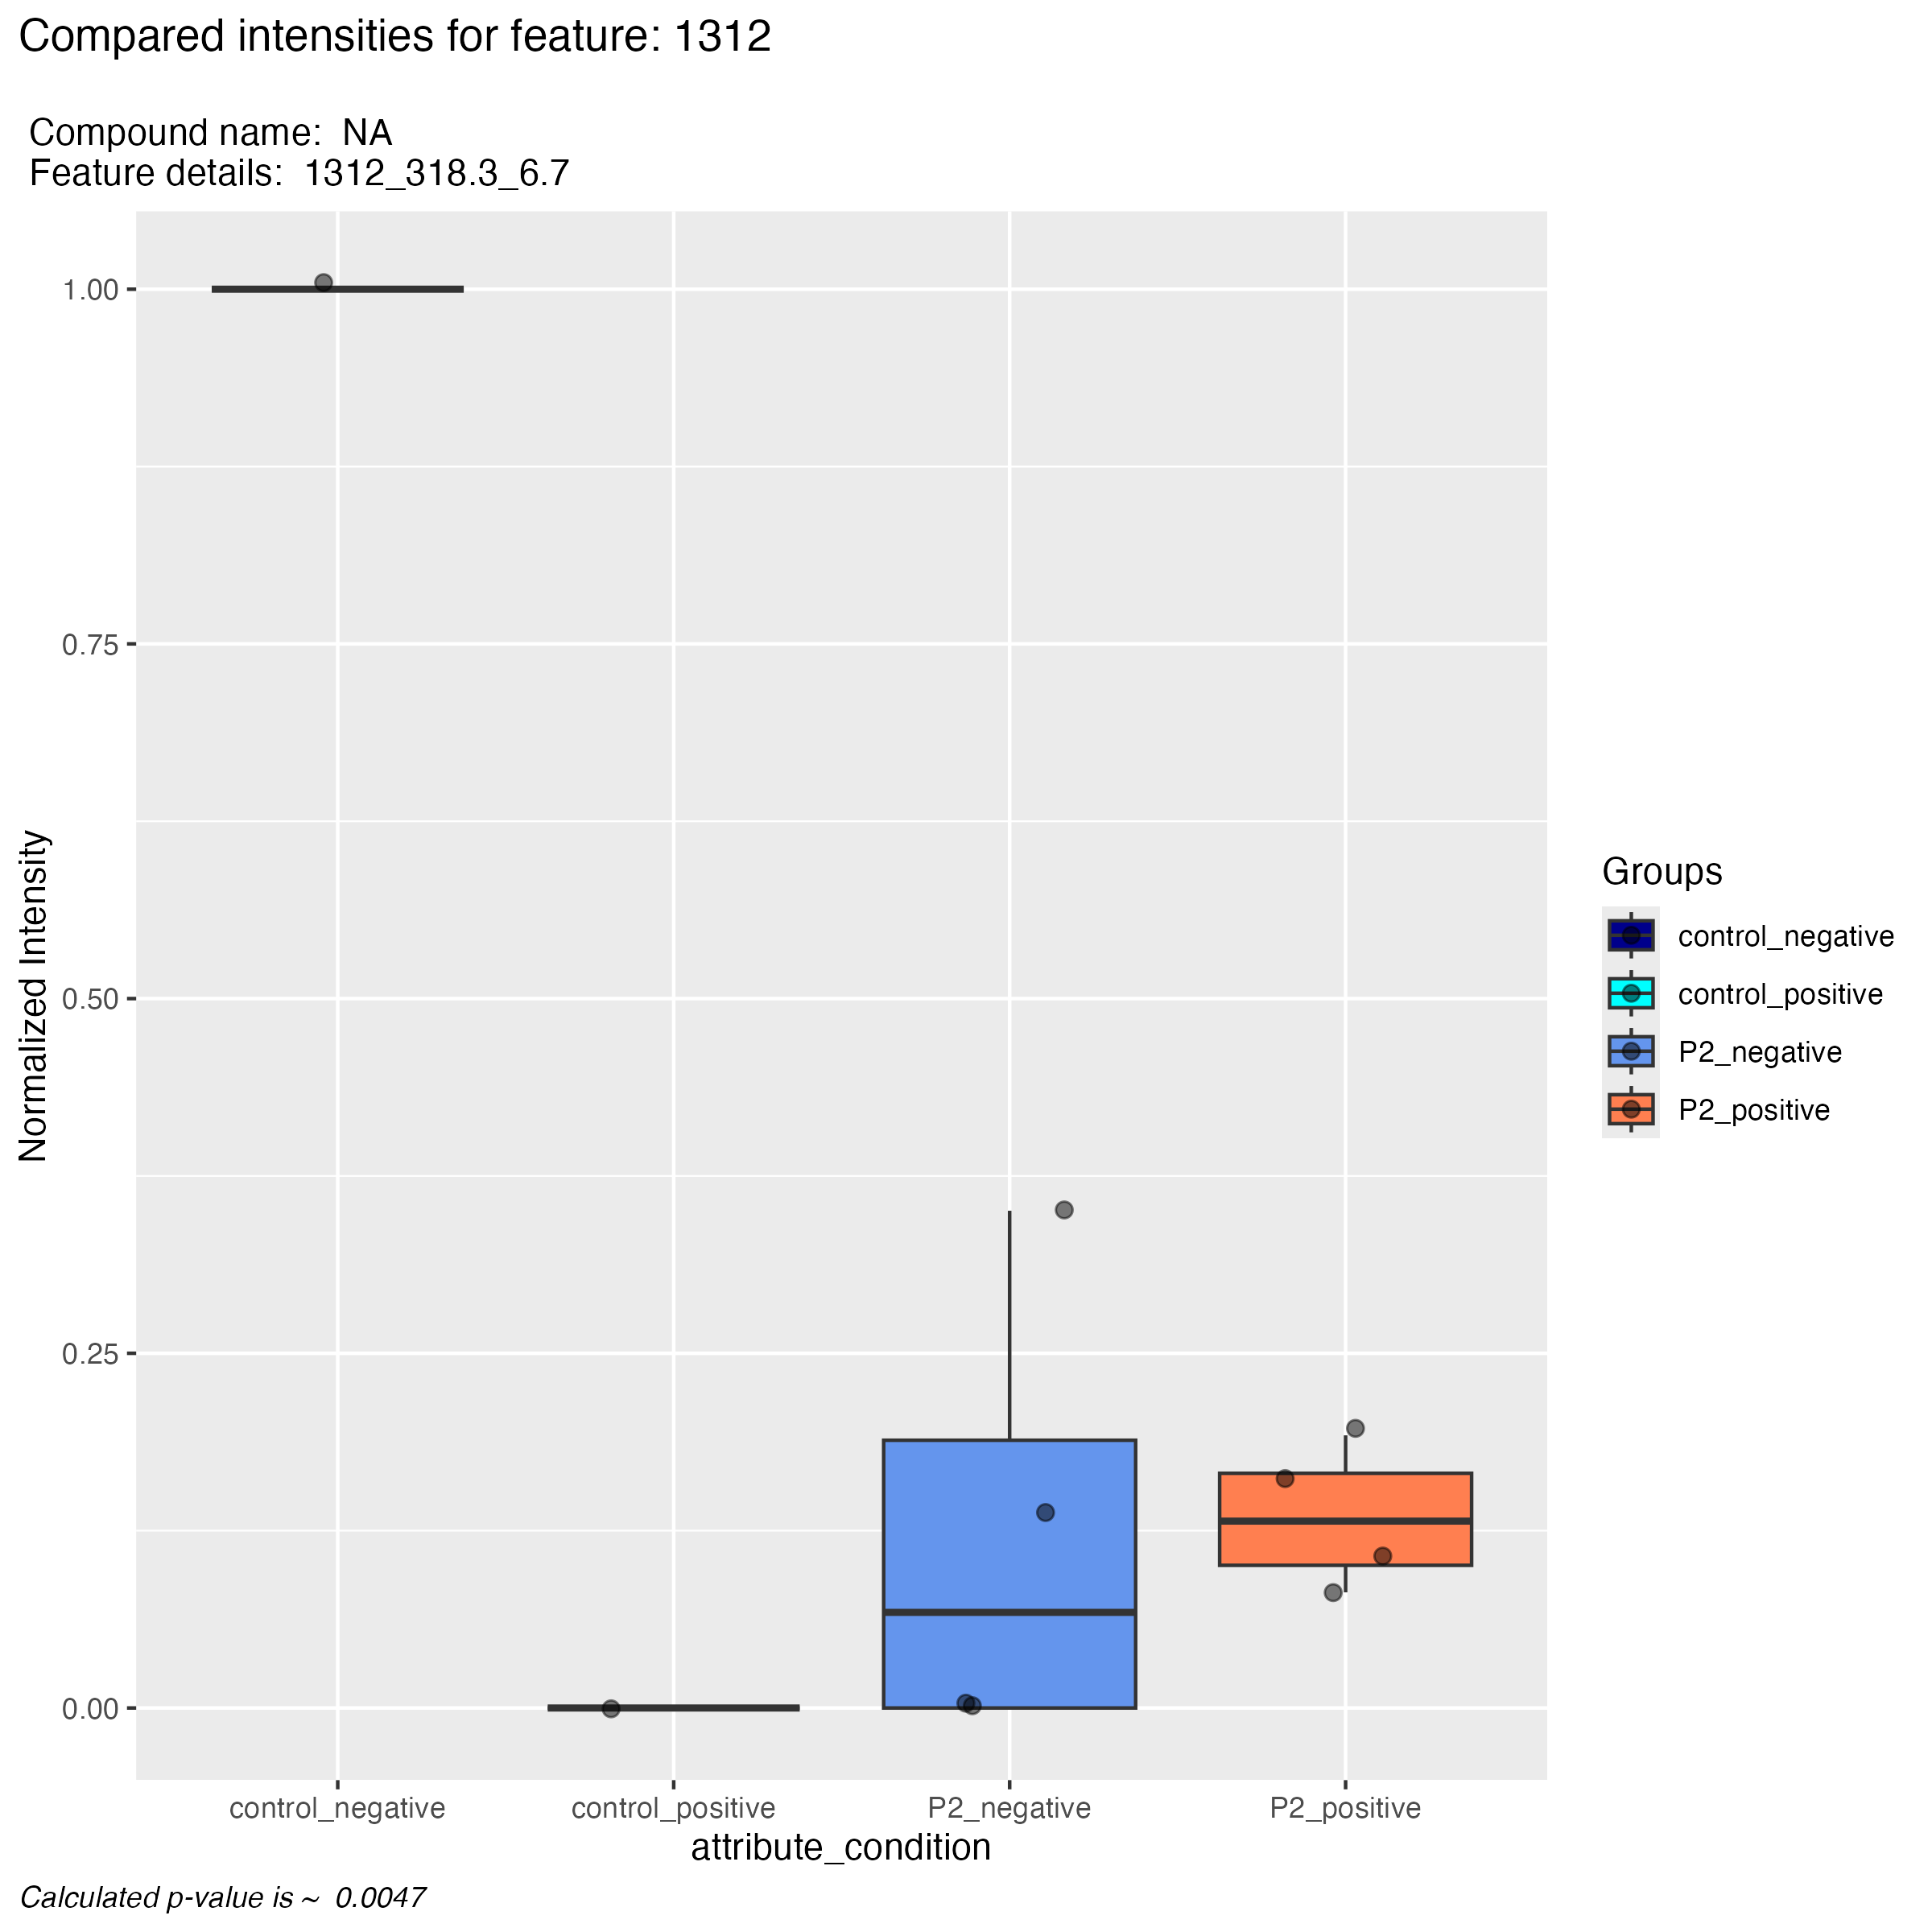 Compared intensities for feature: 1312
Compound name:  NA
Feature details:  1312_318.3_6.7
Normalized Intensity
1.00
0.75
0.50
0.25
0.00
control_negative
control_positive
P2_negative
P2_positive
attribute_condition
Groups
control_negative
control_positive
P2_negative
P2_positive
Calculated p-value is ~  0.0047